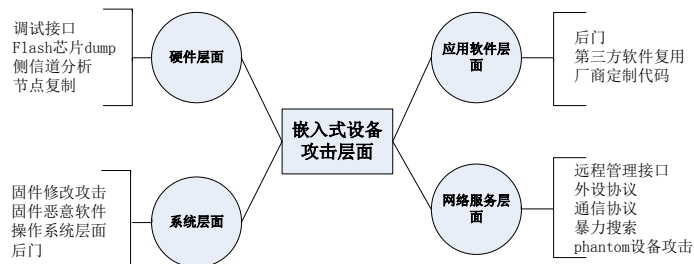 调试接口
Flash芯片dump
侧信道分析
节点复制
硬件层面
应用软件层
面
后门
第三方软件复用
厂商定制代码
嵌入式设备
攻击层面
固件修改攻击
固件恶意软件
操作系统层面
后门
系统层面
网络服务层
面
远程管理接口
外设协议
通信协议
暴力搜索
phantom设备攻击